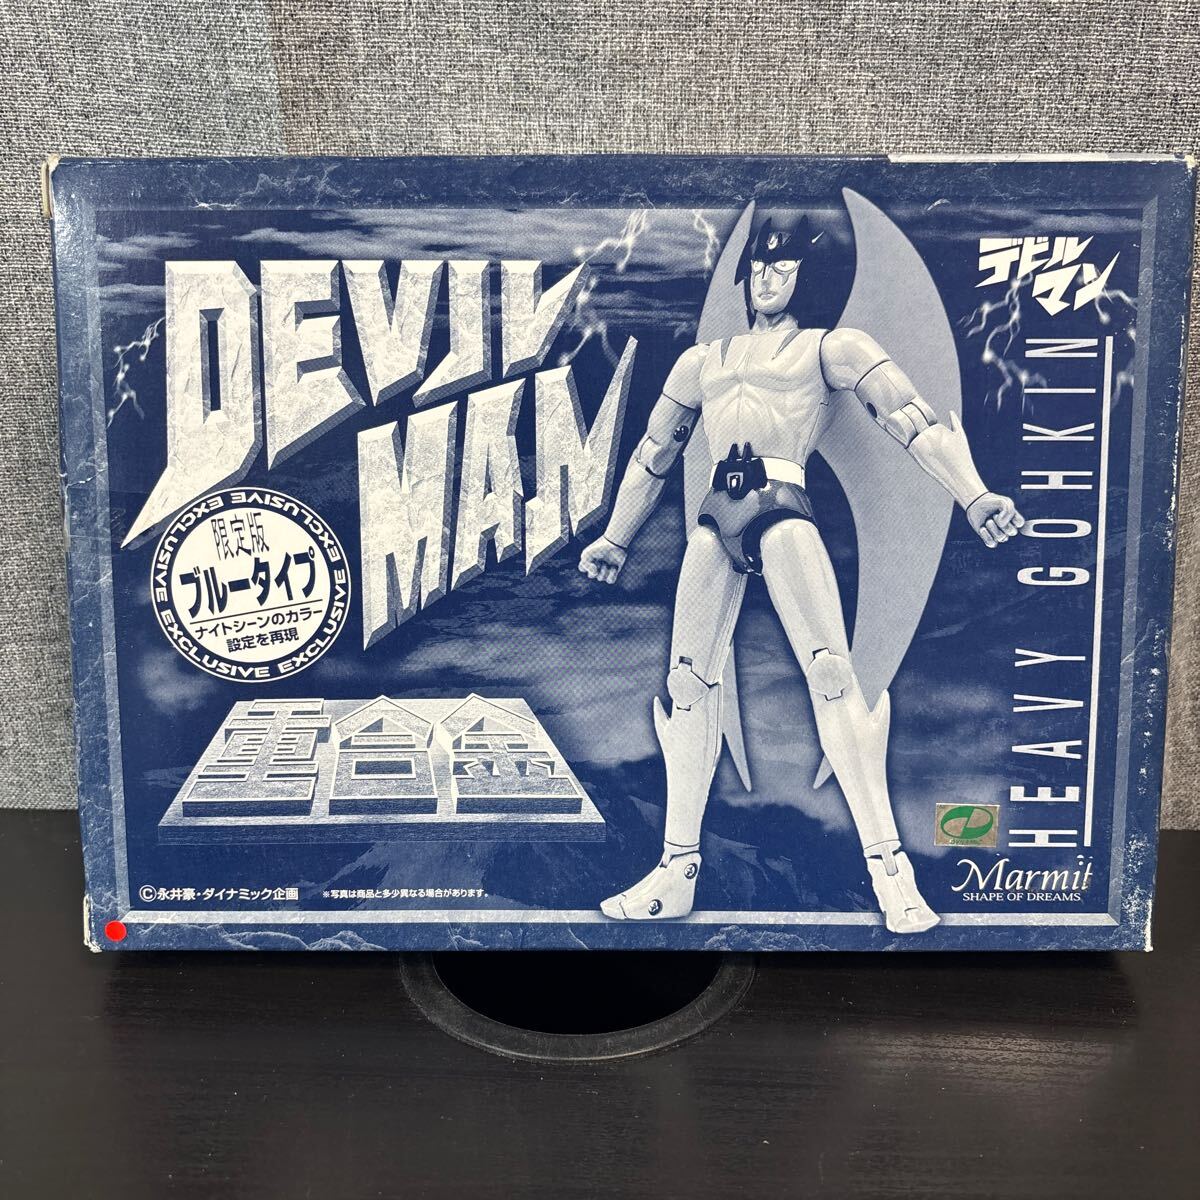 DEVIL
MAN
デビル
マン
HEAVY GOHKIN
EXCLUSIVE EXCLUSIVE EXCLUSIVE EXCLUSIVE
限定版
ブルータイプ
ナイトシーンのカラー
設定を再現
重合金
©永井豪・ダイナミック企画
※写真は商品と多少異なる場合があります。
Marmit
SHAPE OF DREAMS